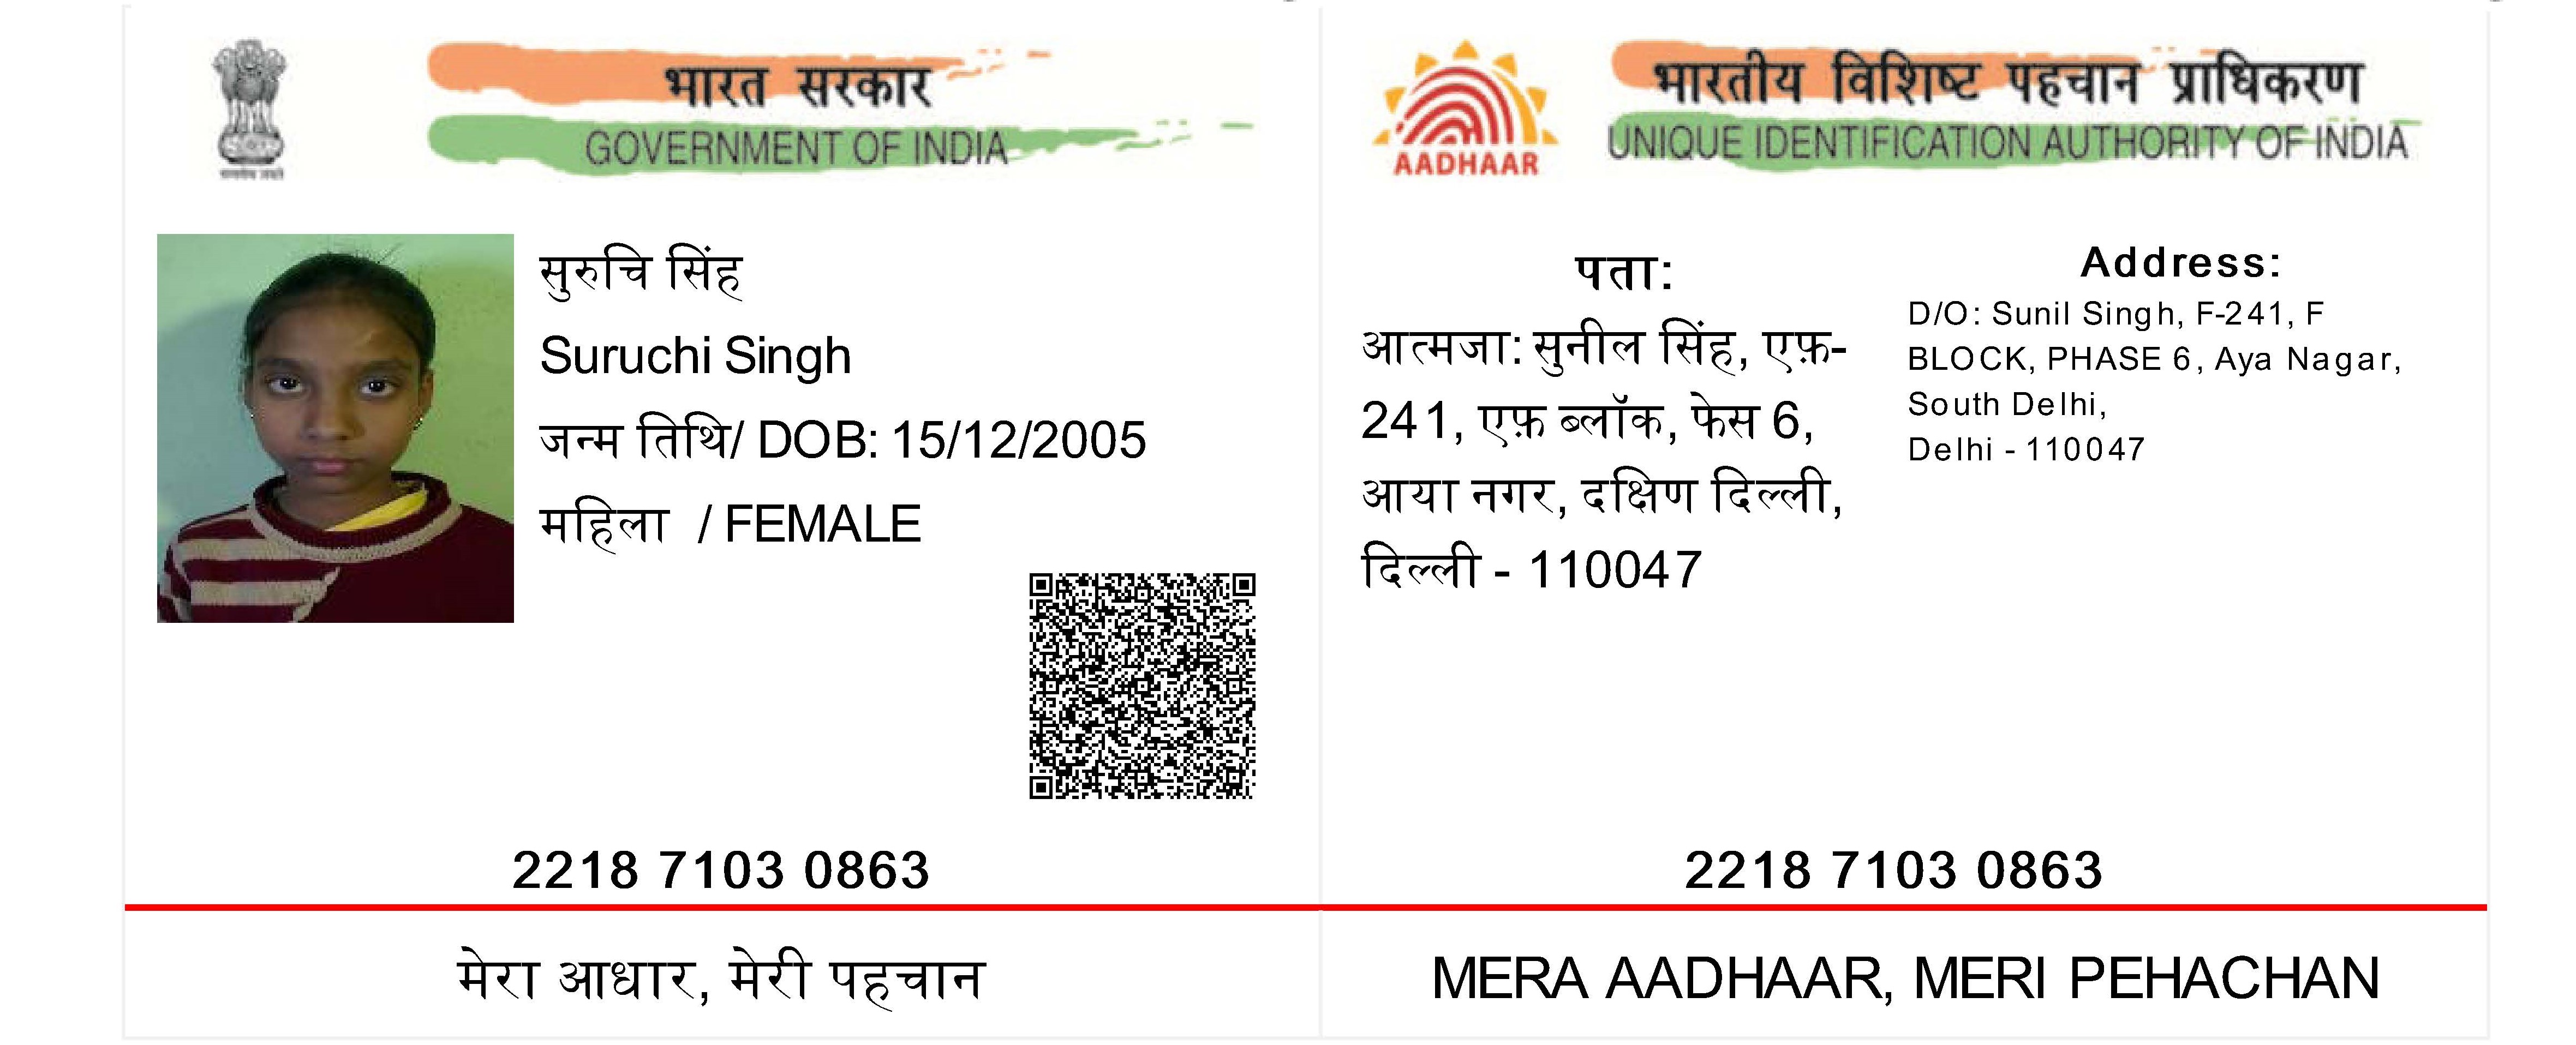 भारत सरकार
GOVERNMENT OF INDIA
सुरुचि सिंह
Suruchi Singh
जन्म तिथि/ DOB: 15/12/2005
महिला / FEMALE
2218 7103 0863
मेरा आधार, मेरी पहचान
भारतीय विशिष्ट पहचान प्राधिकरण
UNIQUE IDENTIFICATION AUTHORITY OF INDIA
AADHAAR
पता:
आत्मजा: सुनील सिंह, एफ़-
241, एफ़ ब्लॉक, फेस 6,
आया नगर, दक्षिण दिल्ली,
दिल्ली - 110047
Address:
D/O: Sunil Singh, F-241, F
BLOCK, PHASE 6, Aya Nagar,
South Delhi,
Delhi - 110047
2218 7103 0863
MERA AADHAAR, MERI PEHACHAN